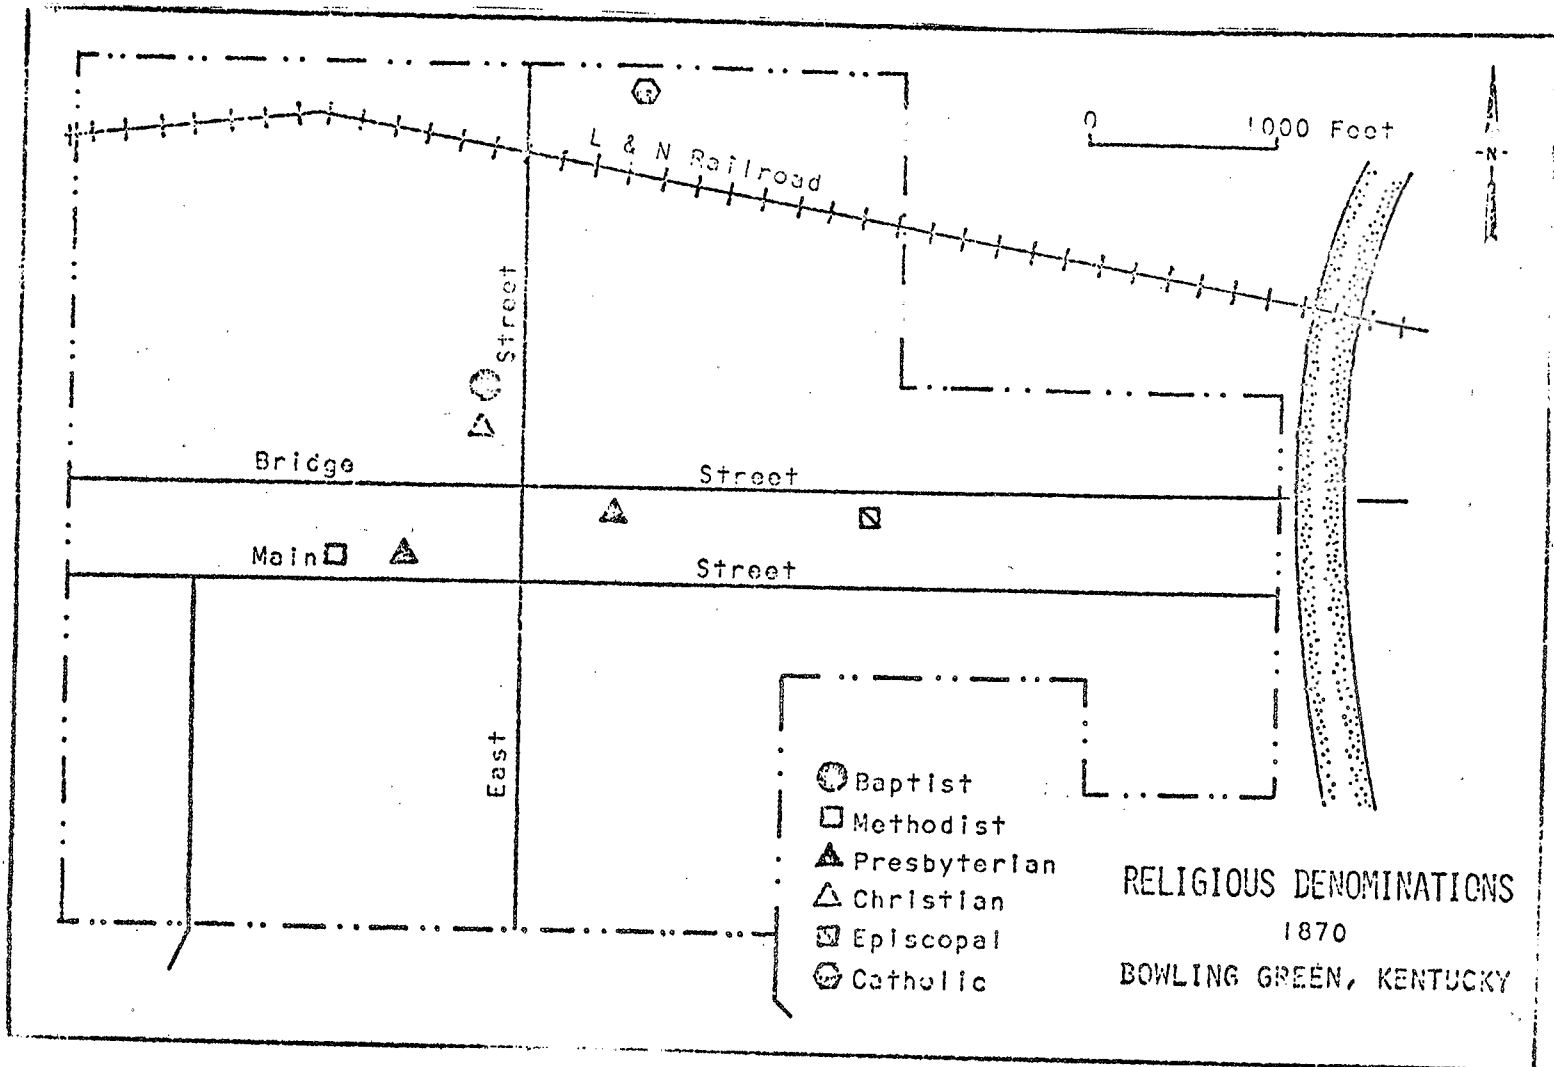 0 1000 Feet
N
L & N Railroad
Street
Bridge Street
Main Street
East
Baptist
Methodist
Presbyterian
Christian
Episcopal
Catholic
RELIGIOUS DENOMINATIONS
1870
BOWLING GREEN, KENTUCKY